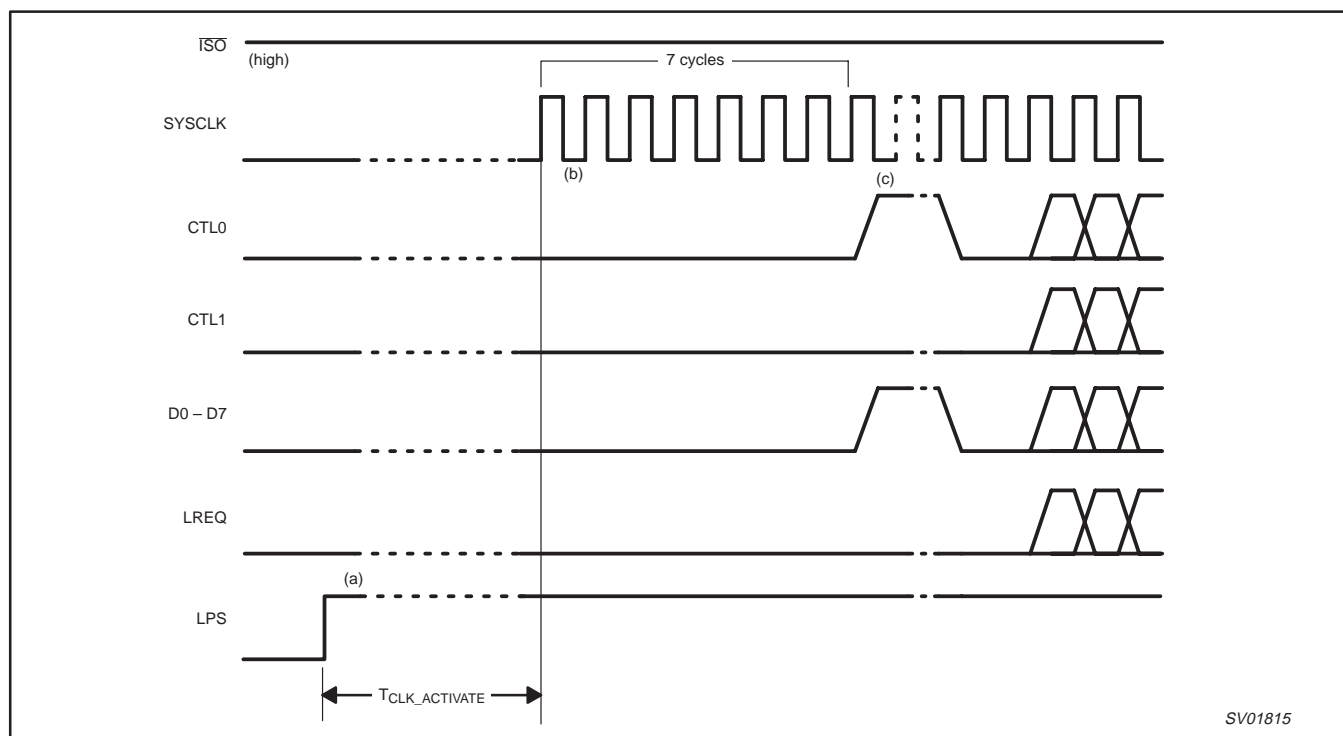 ISO
(high)
7 cycles
SYSCLK
(b)
(c)
CTL0
CTL1
D0 – D7
LREQ
(a)
LPS
TCLK_ACTIVATE
SV01815